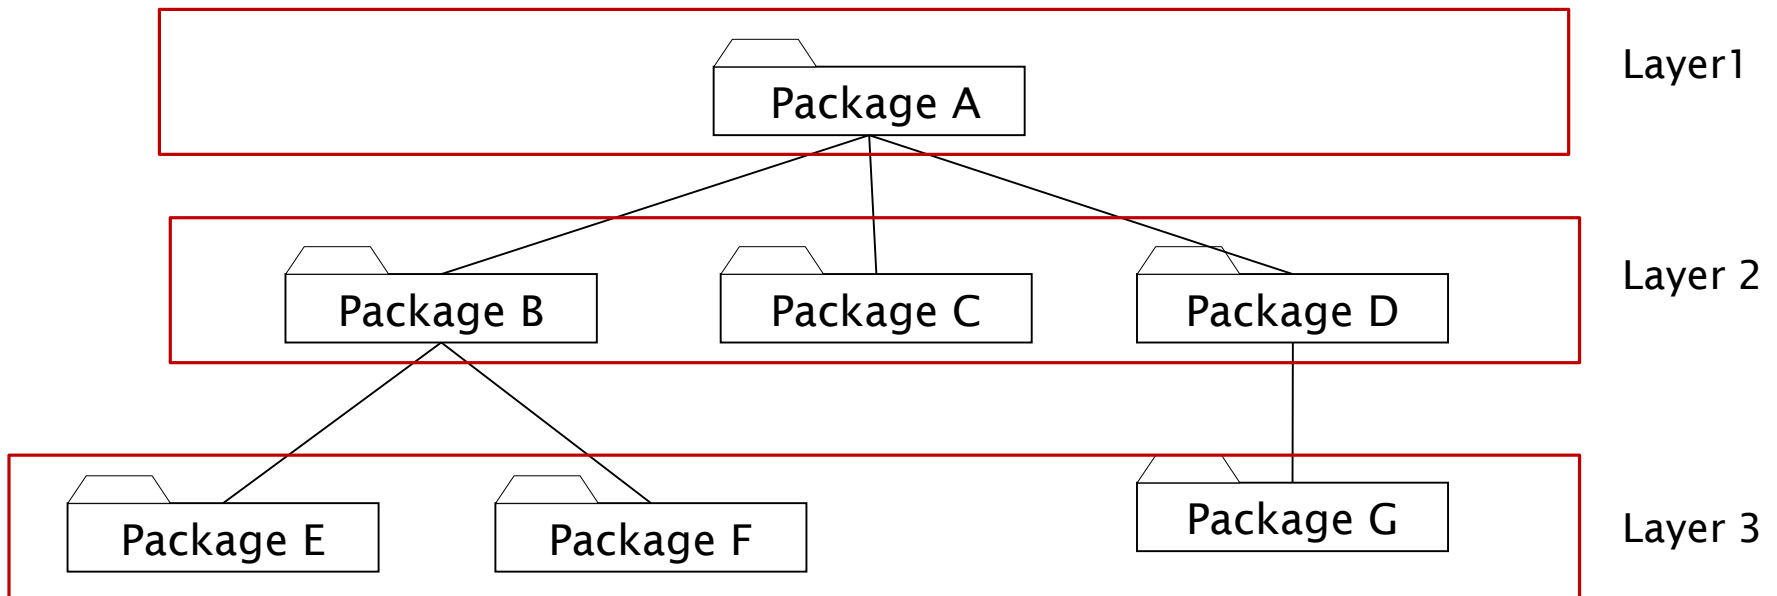 Layer1
Package A
Layer 2
Package B
Package C
Package D
Package E
Package F
Package G
Layer 3